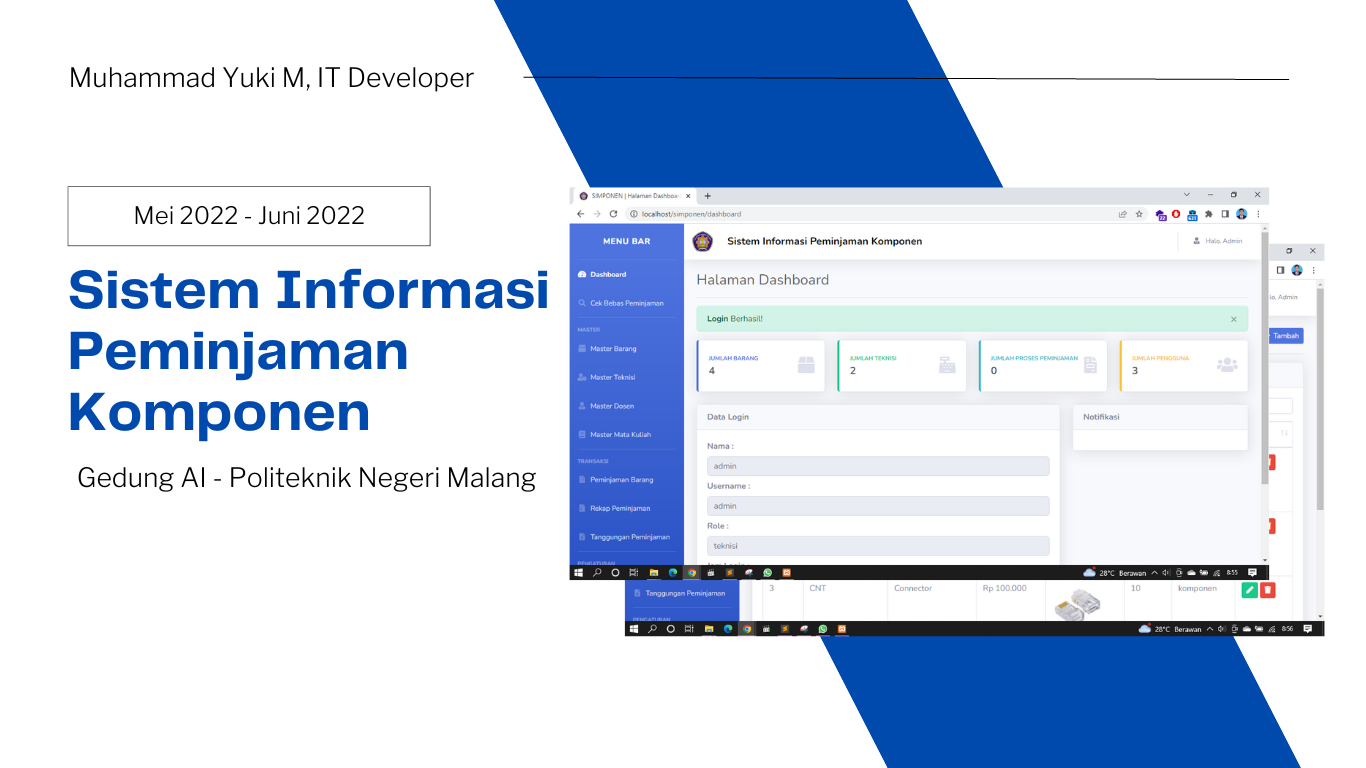 Muhammad Yuki M, IT Developer
Mei 2022 - Juni 2022
Sistem Informasi
Peminjaman
Komponen
Gedung AI - Politeknik Negeri Malang
SIMPONEN | Halaman Dashboa
localhost/simponen/dashboard
MENU BAR
Dashboard
Cek Bebas Peminjaman
MASTER
Master Barang
Master Teknisi
Master Dosen
Master Mata Kuliah
TRANSAKSI
Peminjaman Barang
Rekap Peminjaman
Tanggungan Peminjaman
Sistem Informasi Peminjaman Komponen
Halo, Admin
Halaman Dashboard
Login Berhasil!
JUMLAH BARANG
4
JUMLAH TEKNISI
2
JUMLAH PROSES PEMINJAMAN
0
JUMLAH PENGGUNA
3
Data Login
Nama :
admin
Username :
admin
Role :
teknisi
Notifikasi
28°C Berawan
8:55
lo, Admin
Tambah
Tanggungan Peminjaman
3 CNT Connector Rp 100.000 10 komponen
28°C Berawan
8:56